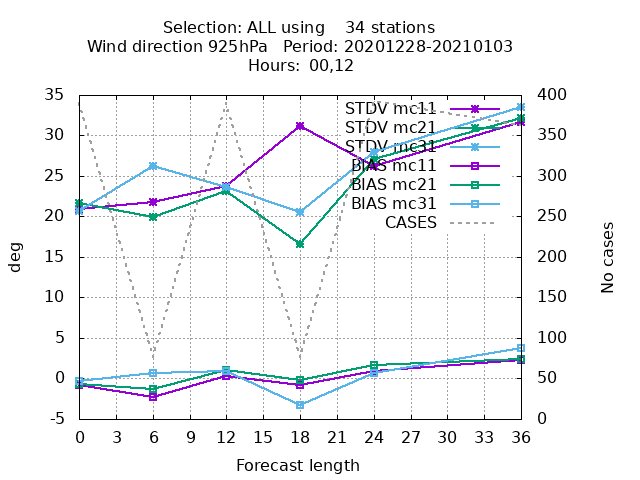 Selection: ALL using 34 stations
Wind direction 925hPa Period: 20201228-20210103
Hours: 00,12
35
30
25
20
15
10
5
0
-5
deg
STDV mc11
STDV mc21
STDV mc31
BIAS mc11
BIAS mc21
BIAS mc31
CASES
400
350
300
250
200
150
100
50
0
No cases
0 3 6 9 12 15 18 21 24 27 30 33 36
Forecast length